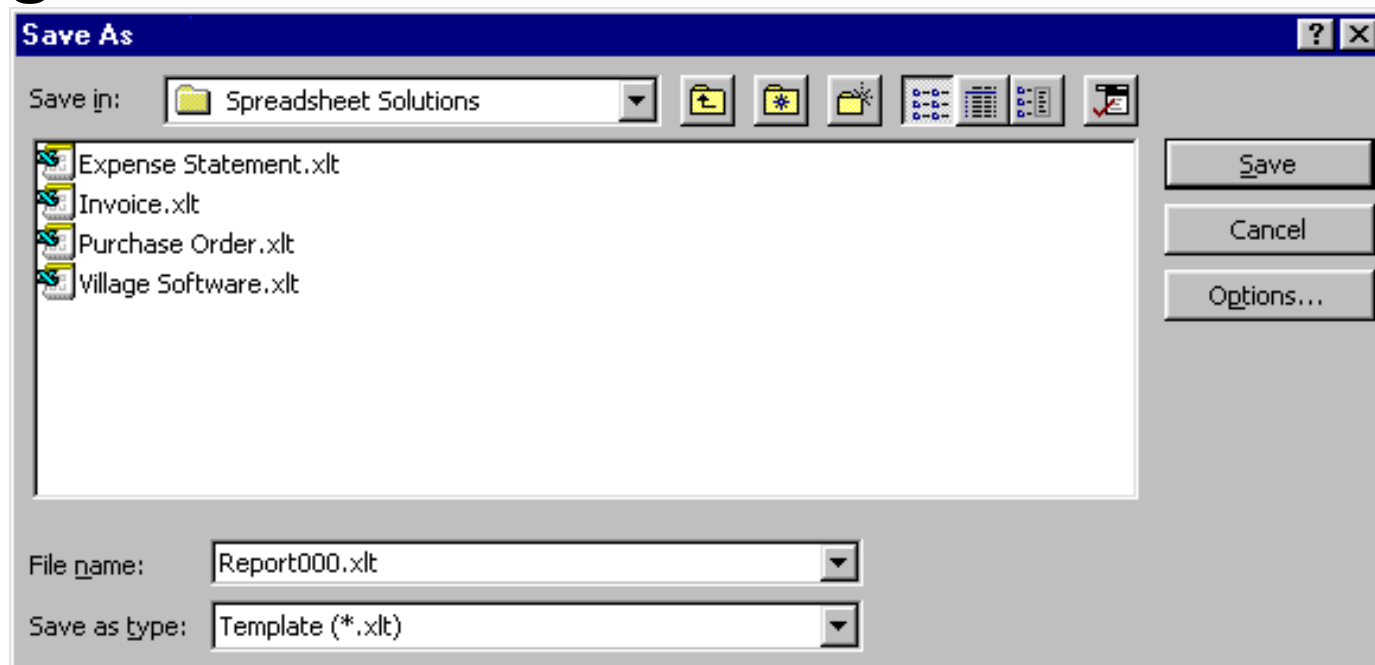 Save As
Save in: Spreadsheet Solutions
Expense Statement.xlt
Invoice.xlt
Purchase Order.xlt
Village Software.xlt
Save
Cancel
Options...
File name: Report000.xlt
Save as type: Template (*.xlt)